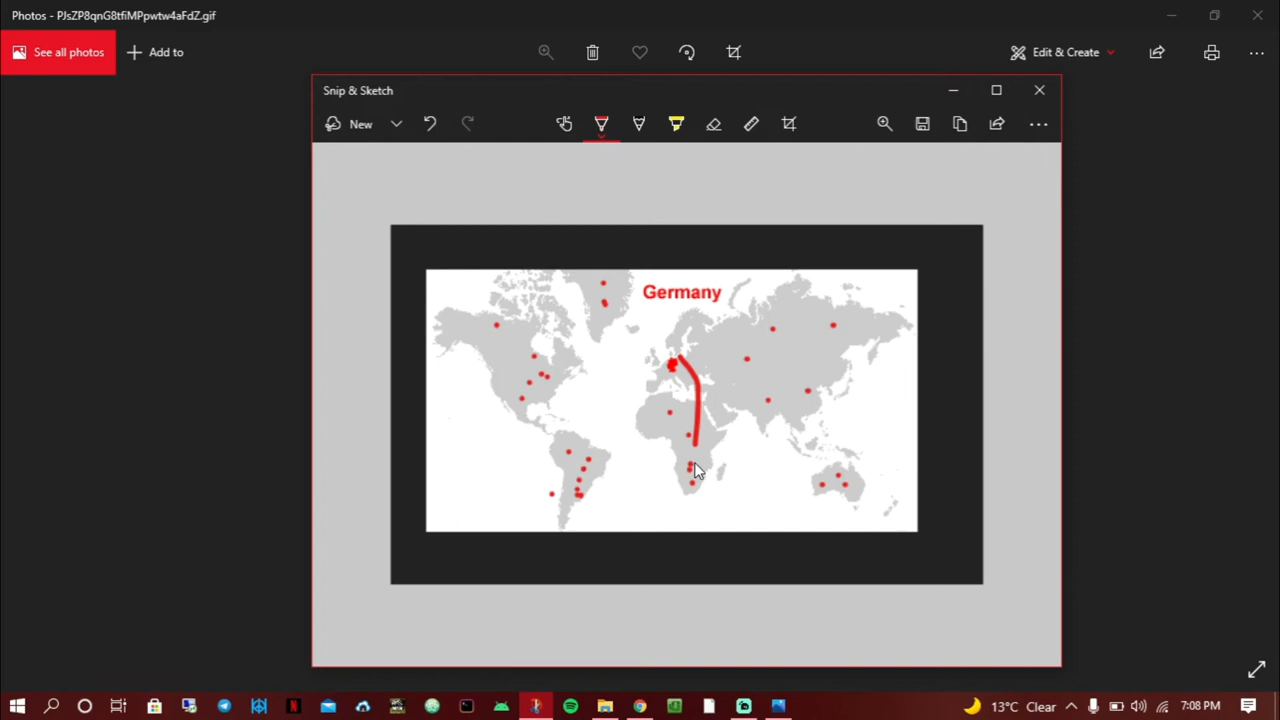 Photos - PJsZP8qnG8tfiMPpwtw4aFdZ.gif
See all photos
Add to
Edit & Create
Snip & Sketch
New
Germany
13°C Clear
7:08 PM